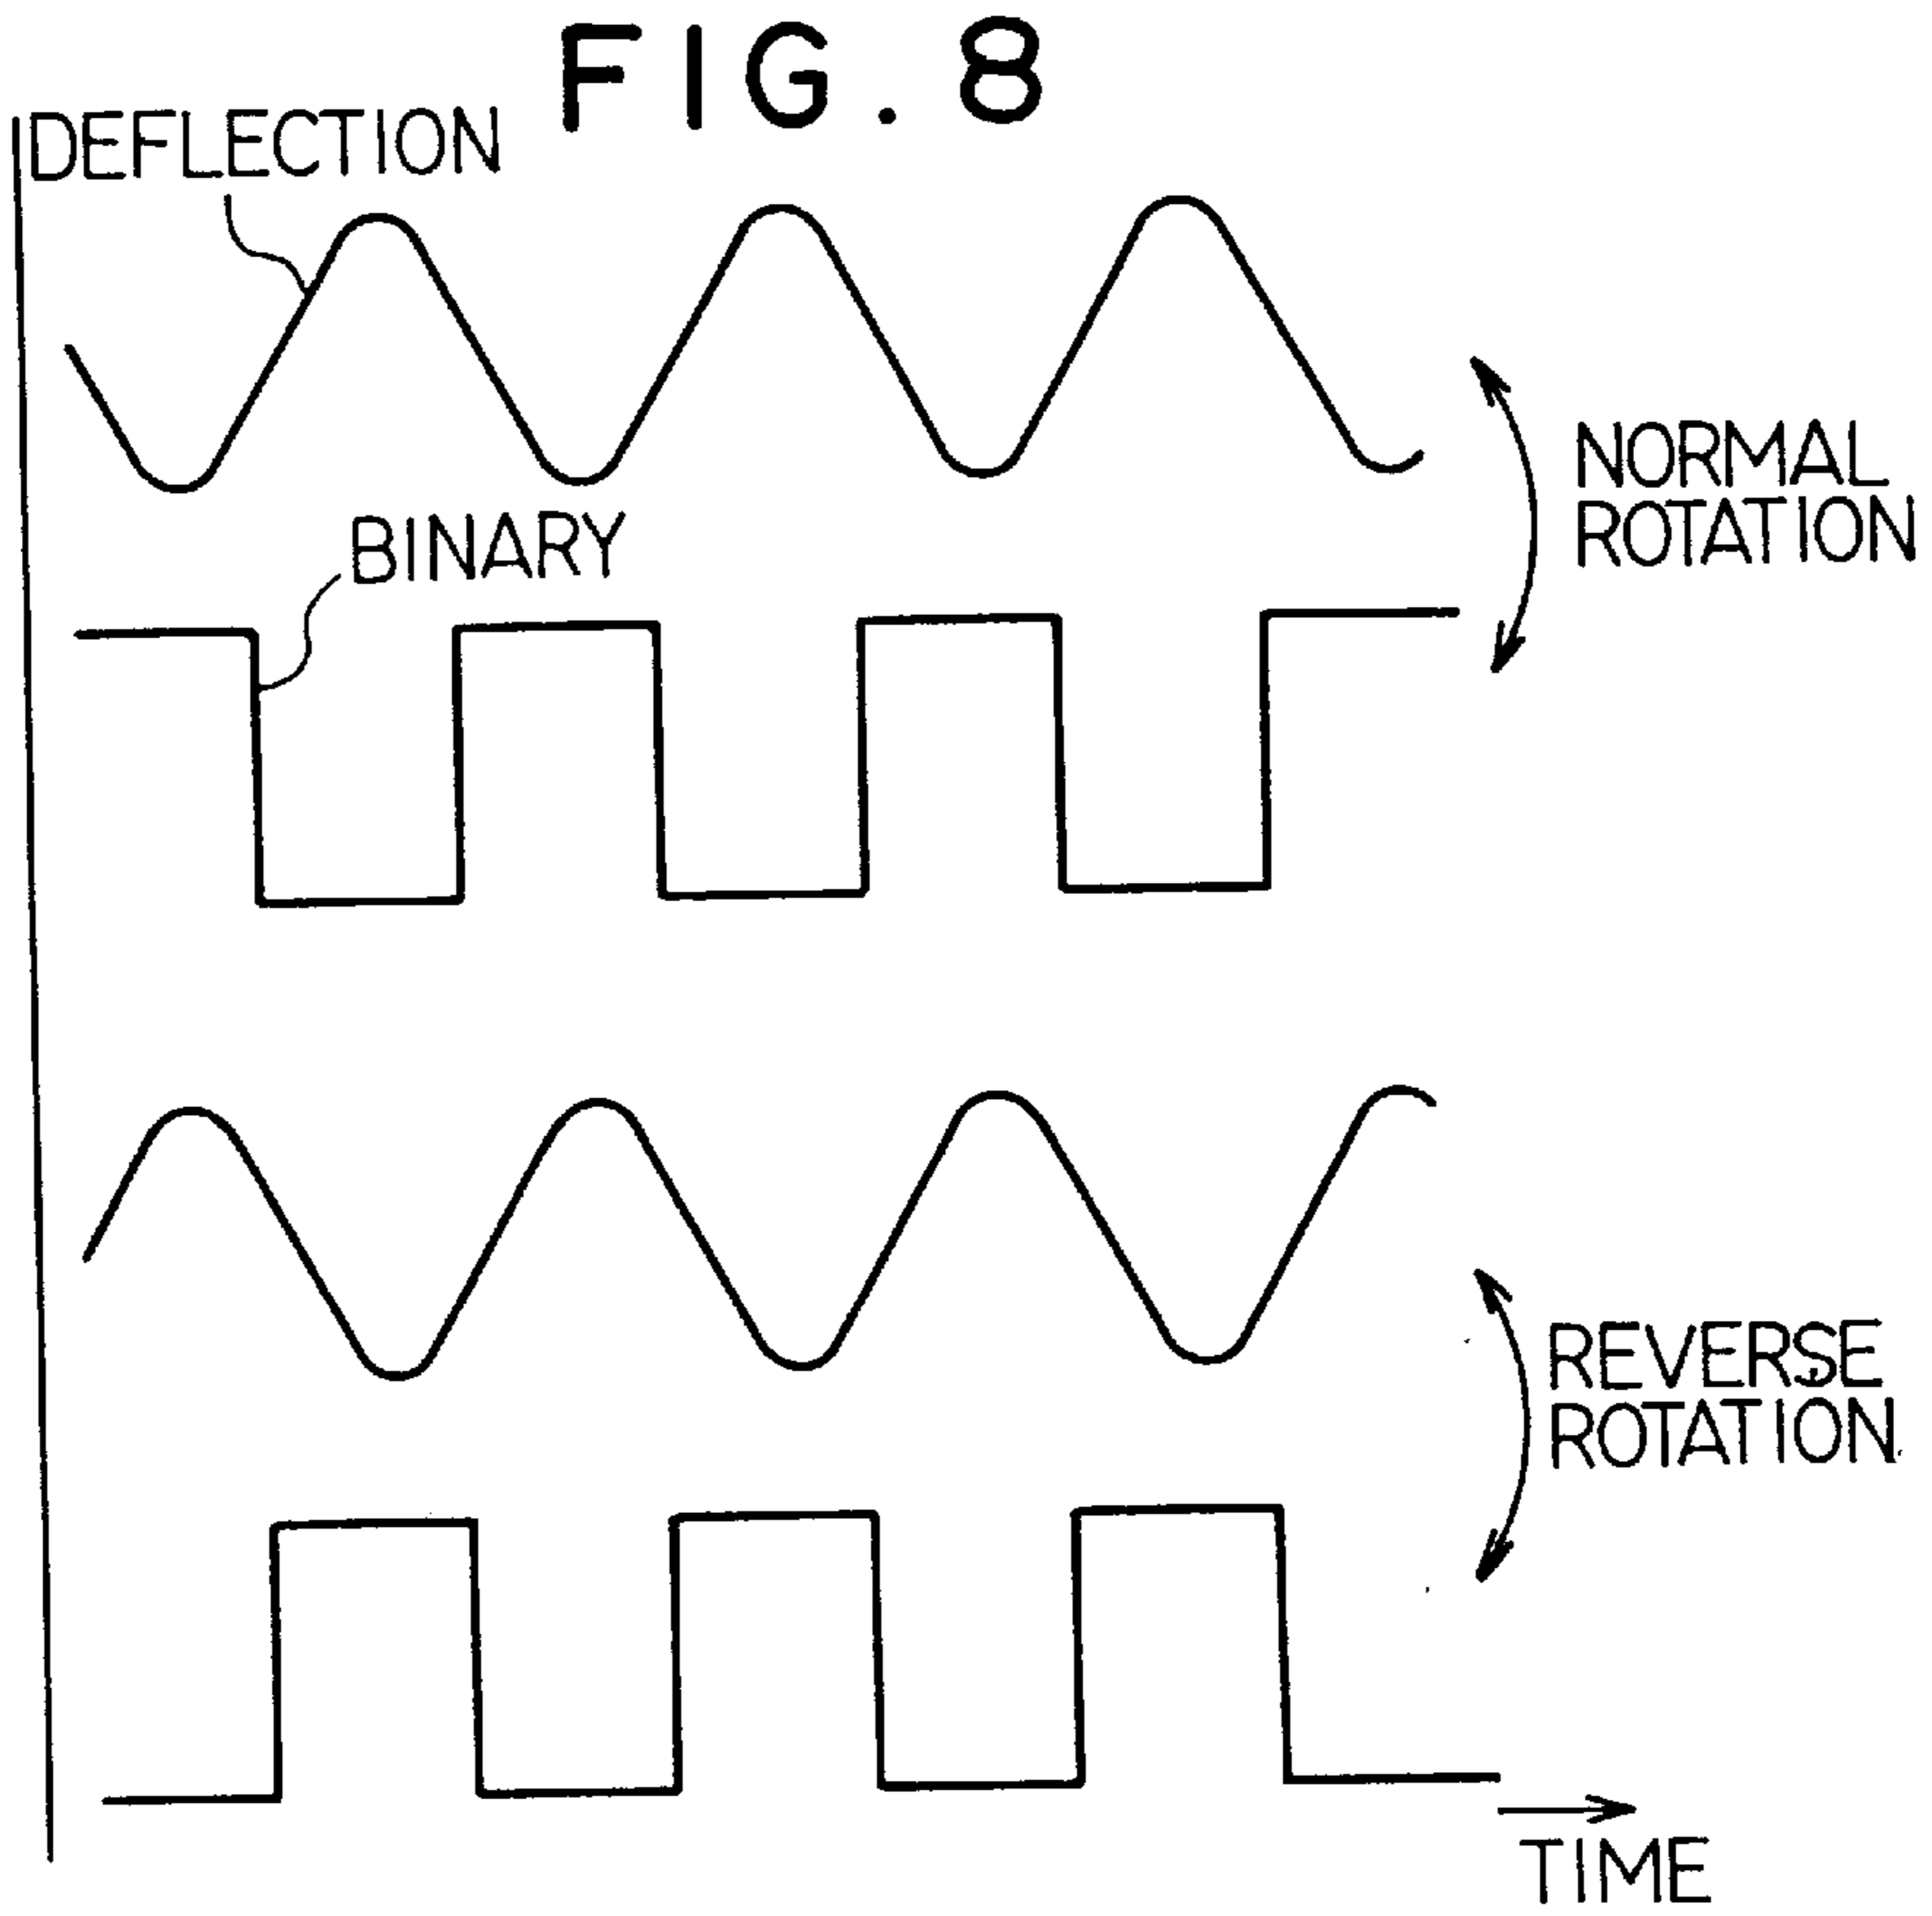 FIG. 8
DEFLECTION
NORMAL
ROTATION
BINARY
REVERSE
ROTATION
TIME